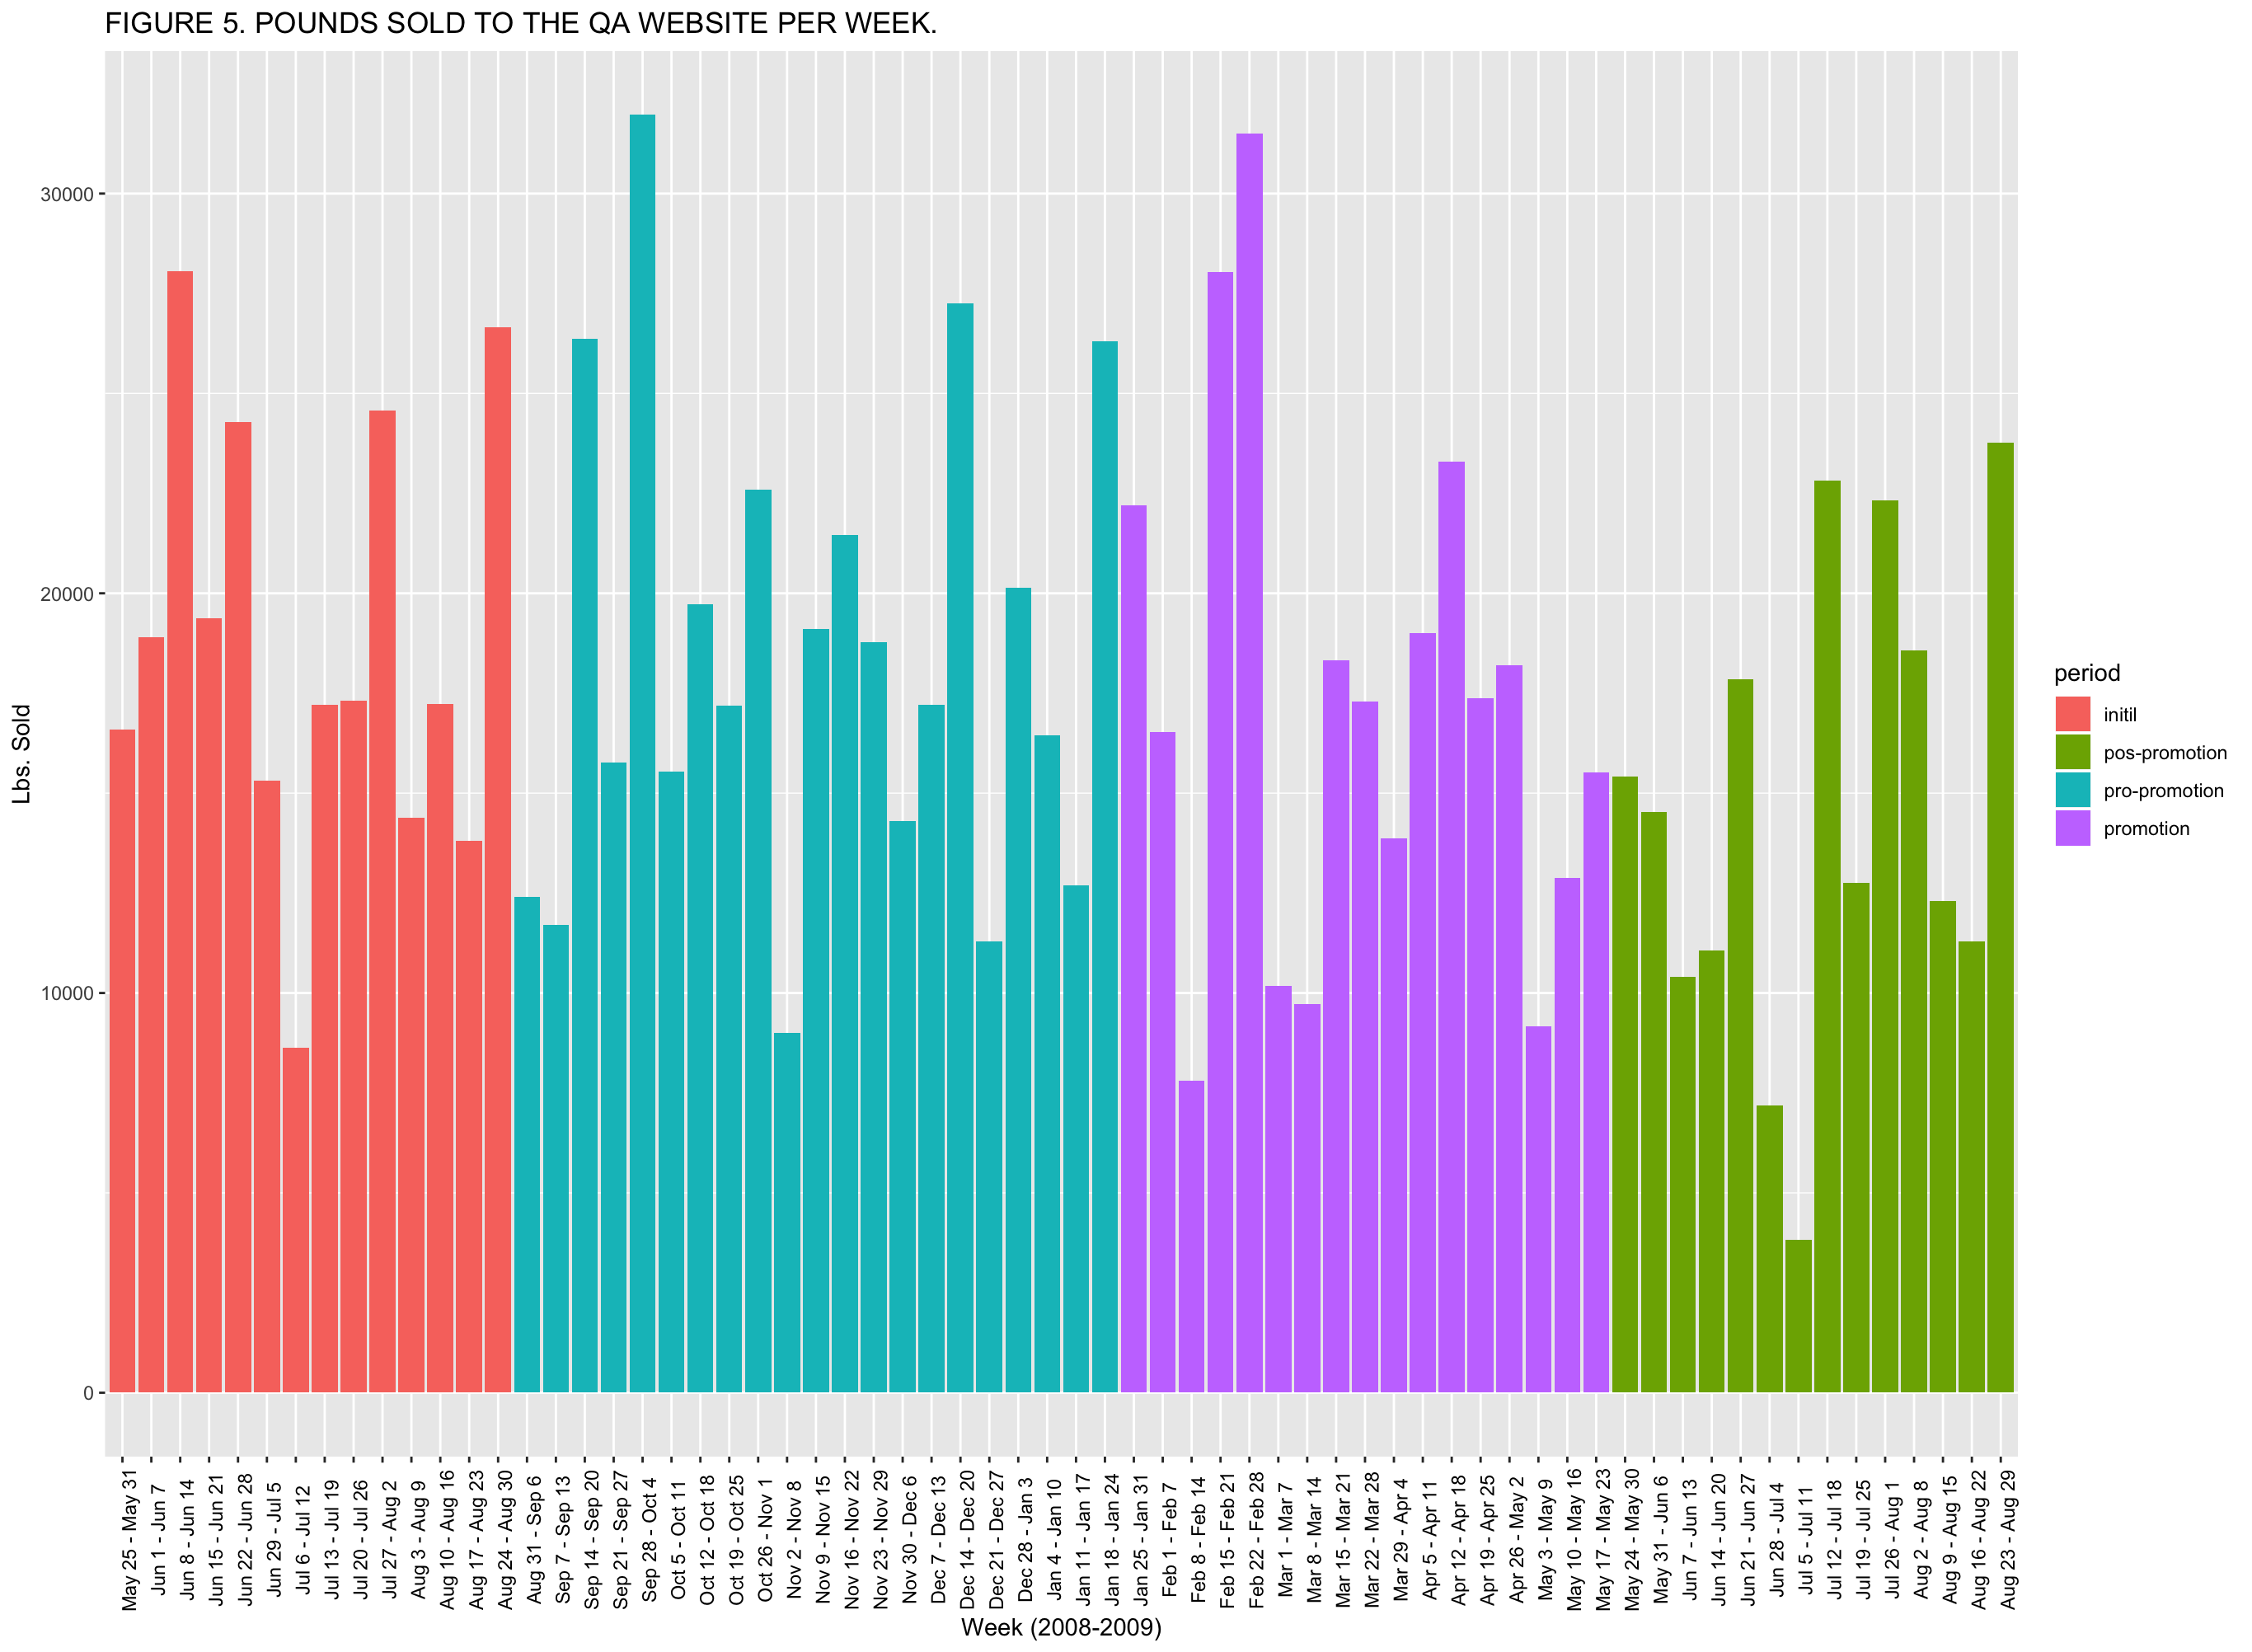 FIGURE 5. POUNDS SOLD TO THE QA WEBSITE PER WEEK.
Lbs. Sold
30000
20000
10000
0
May 25 - May 31
Jun 1 - Jun 7
Jun 8 - Jun 14
Jun 15 - Jun 21
Jun 22 - Jun 28
Jun 29 - Jul 5
Jul 6 - Jul 12
Jul 13 - Jul 19
Jul 20 - Jul 26
Jul 27 - Aug 2
Aug 3 - Aug 9
Aug 10 - Aug 16
Aug 17 - Aug 23
Aug 24 - Aug 30
Aug 31 - Sep 6
Sep 7 - Sep 13
Sep 14 - Sep 20
Sep 21 - Sep 27
Sep 28 - Oct 4
Oct 5 - Oct 11
Oct 12 - Oct 18
Oct 19 - Oct 25
Oct 26 - Nov 1
Nov 2 - Nov 8
Nov 9 - Nov 15
Nov 16 - Nov 22
Nov 23 - Nov 29
Nov 30 - Dec 6
Dec 7 - Dec 13
Dec 14 - Dec 20
Dec 21 - Dec 27
Dec 28 - Jan 3
Jan 4 - Jan 10
Jan 11 - Jan 17
Jan 18 - Jan 24
Jan 25 - Jan 31
Feb 1 - Feb 7
Feb 8 - Feb 14
Feb 15 - Feb 21
Feb 22 - Feb 28
Mar 1 - Mar 7
Mar 8 - Mar 14
Mar 15 - Mar 21
Mar 22 - Mar 28
Mar 29 - Apr 4
Apr 5 - Apr 11
Apr 12 - Apr 18
Apr 19 - Apr 25
Apr 26 - May 2
May 3 - May 9
May 10 - May 16
May 17 - May 23
May 24 - May 30
May 31 - Jun 6
Jun 7 - Jun 13
Jun 14 - Jun 20
Jun 21 - Jun 27
Jun 28 - Jul 4
Jul 5 - Jul 11
Jul 12 - Jul 18
Jul 19 - Jul 25
Jul 26 - Aug 1
Aug 2 - Aug 8
Aug 9 - Aug 15
Aug 16 - Aug 22
Aug 23 - Aug 29
Week (2008-2009)
period
initil
pos-promotion
pro-promotion
promotion